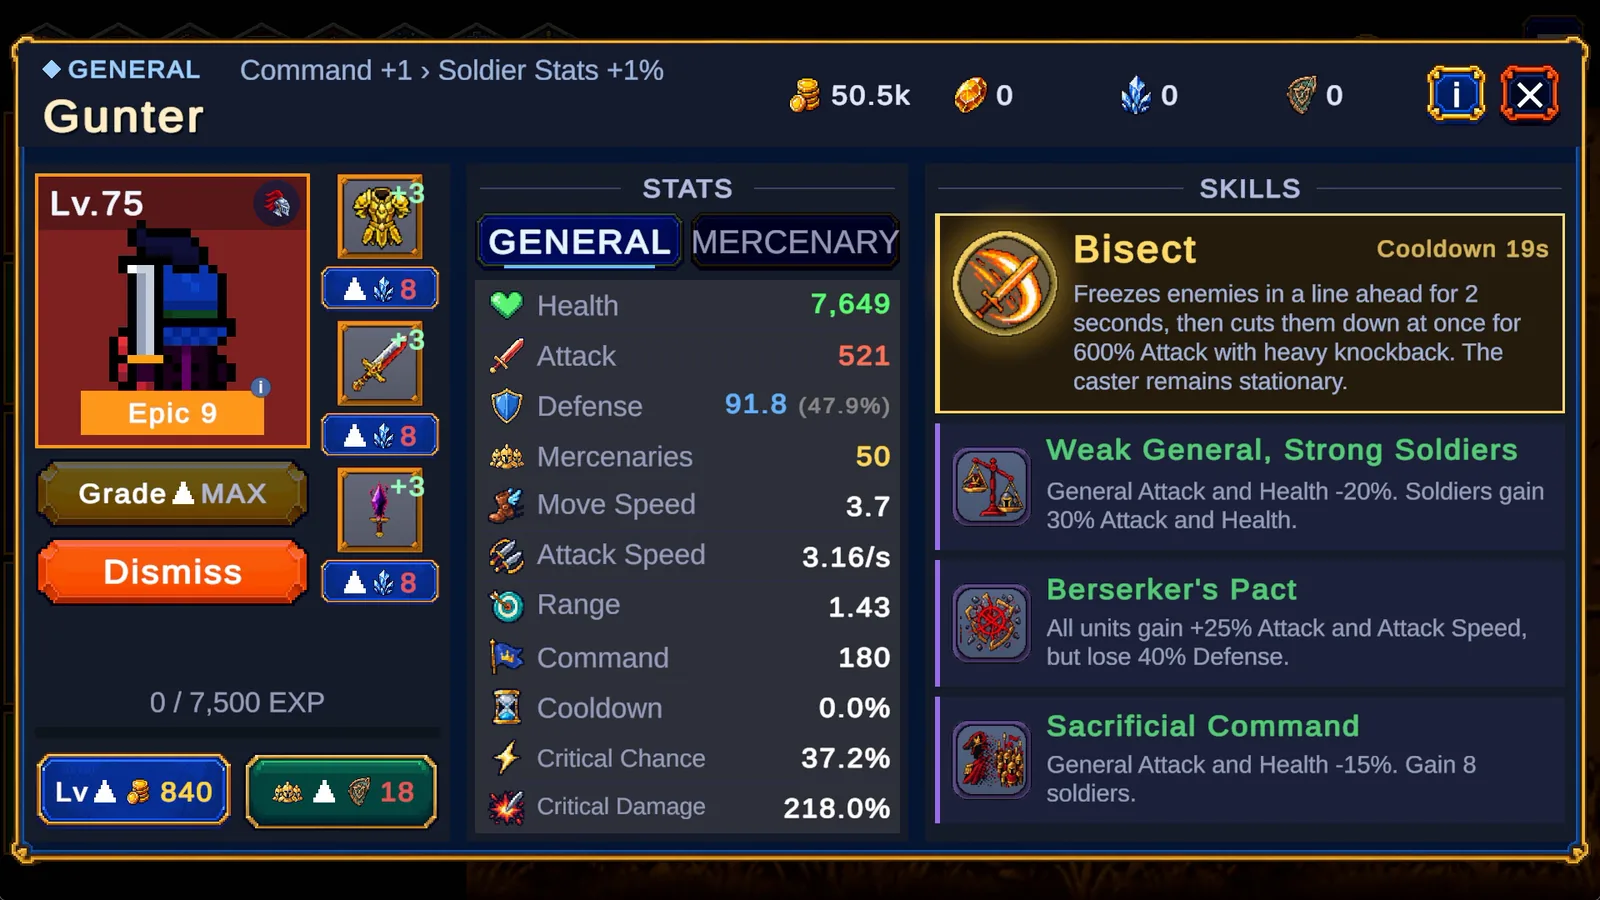 GENERAL
Command +1 › Soldier Stats +1%
Gunter
50.5k
0
0
0
i
Lv.75
+3
8
i
Epic 9
+3
8
Grade MAX
+3
Dismiss
8
0 / 7,500 EXP
Lv 840
18
STATS
GENERAL
MERCENARY
Health 7,649
Attack 521
Defense 91.8 (47.9%)
Mercenaries 50
Move Speed 3.7
Attack Speed 3.16/s
Range 1.43
Command 180
Cooldown 0.0%
Critical Chance 37.2%
Critical Damage 218.0%
SKILLS
Bisect
Cooldown 19s
Freezes enemies in a line ahead for 2
seconds, then cuts them down at once for
600% Attack with heavy knockback. The
caster remains stationary.
Weak General, Strong Soldiers
General Attack and Health -20%. Soldiers gain
30% Attack and Health.
Berserker's Pact
All units gain +25% Attack and Attack Speed,
but lose 40% Defense.
Sacrificial Command
General Attack and Health -15%. Gain 8
soldiers.